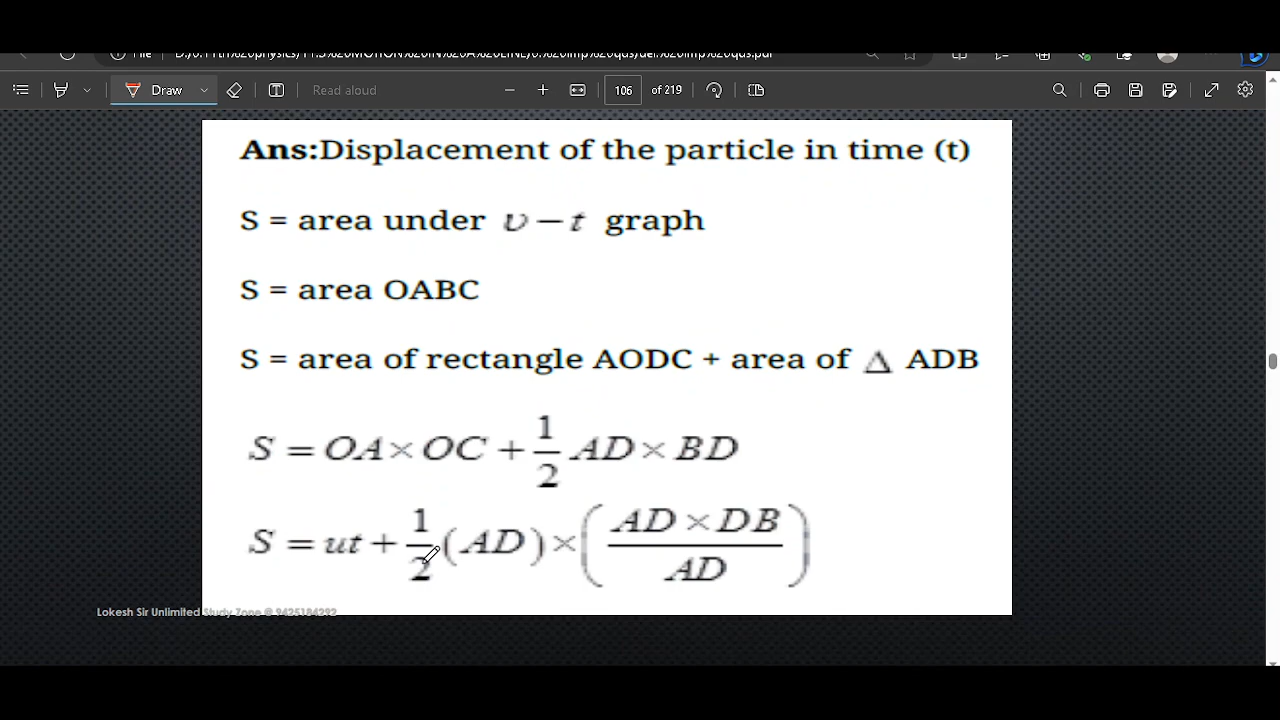 File
Draw
Read aloud
106 of 219
Ans:Displacement of the particle in time (t)
S = area under υ − t graph
S = area OABC
S = area of rectangle AODC + area of Δ ADB
S = OA × OC + 1/2 AD × BD
S = ut + 1/2 (AD) × (AD × DB / AD)
Lokesh Sir Unlimited Study Zone @ 9425184292